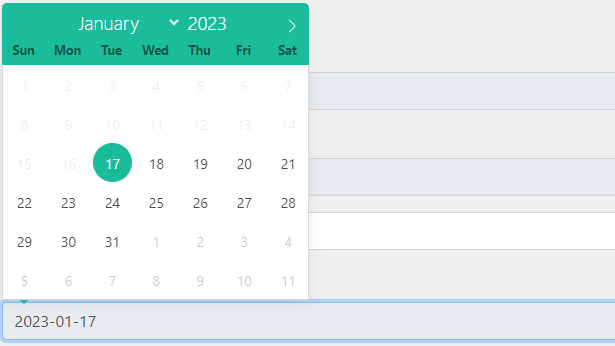 January 2023
Sun Mon Tue Wed Thu Fri Sat
1 2 3 4 5 6 7
8 9 10 11 12 13 14
15 16 17 18 19 20 21
22 23 24 25 26 27 28
29 30 31 1 2 3 4
5 6 7 8 9 10 11
2023-01-17